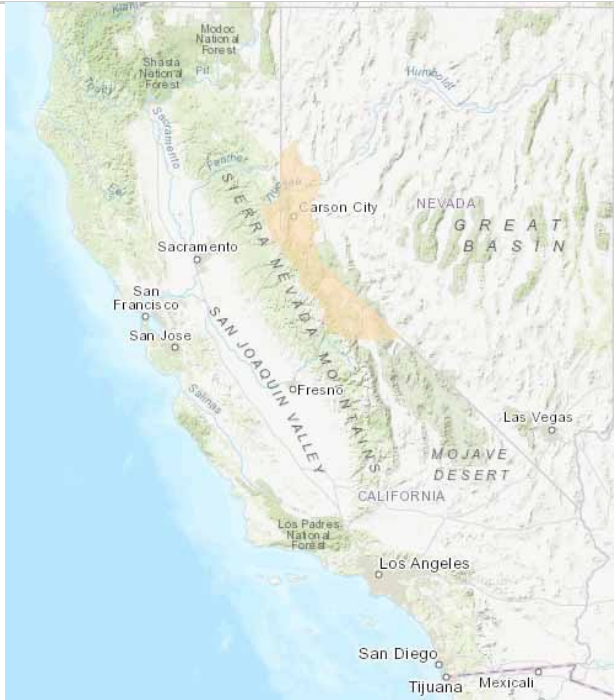 Klamath
Modoc
National
Forest
Shasta
National
Forest
Pit
Trinity
Humboldt
Sacramento
Feather
Eel
Truckee
Carson City
NEVADA
GREAT
BASIN
SIERRA NEVADA MOUNTAINS
Sacramento
San
Francisco
San Jose
SAN JOAQUIN VALLEY
Fresno
Salinas
Las Vegas
MOJAVE
DESERT
CALIFORNIA
Los Padres
National
Forest
Los Angeles
San Diego
Tijuana
Mexicali